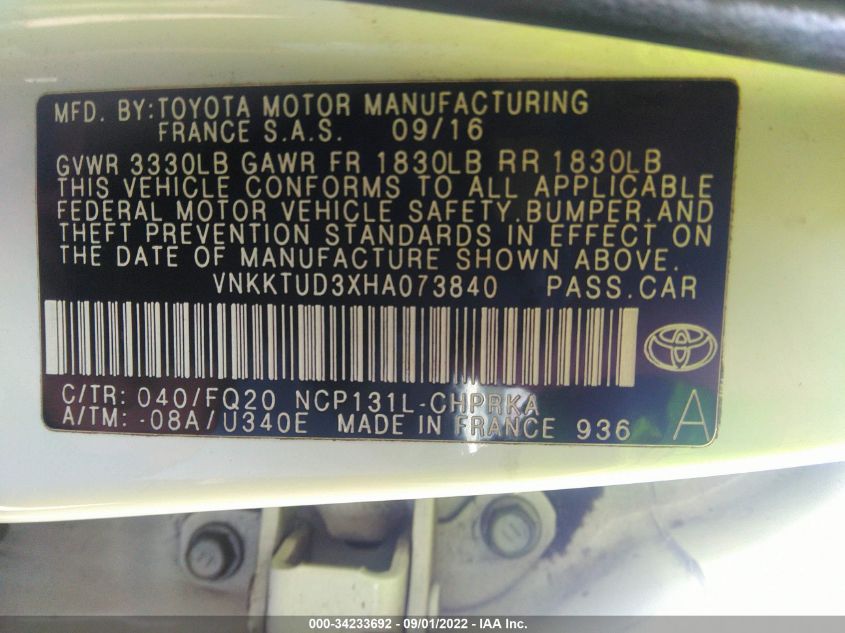 MFD. BY:TOYOTA MOTOR MANUFACTURING
FRANCE S.A.S. 09/16
GVWR 3330LB GAWR FR 1830LB RR 1830LB
THIS VEHICLE CONFORMS TO ALL APPLICABLE
FEDERAL MOTOR VEHICLE SAFETY,BUMPER,AND
THEFT PREVENTION STANDARDS IN EFFECT ON
THE DATE OF MANUFACTURE SHOWN ABOVE.
VNKKTUD3XHA073840 PASS.CAR
C/TR: 040/FQ20 NCP131L-CHPRKA
A/TM: -08A/U340E MADE IN FRANCE 936 A
000-34233692 - 09/01/2022 - IAA Inc.